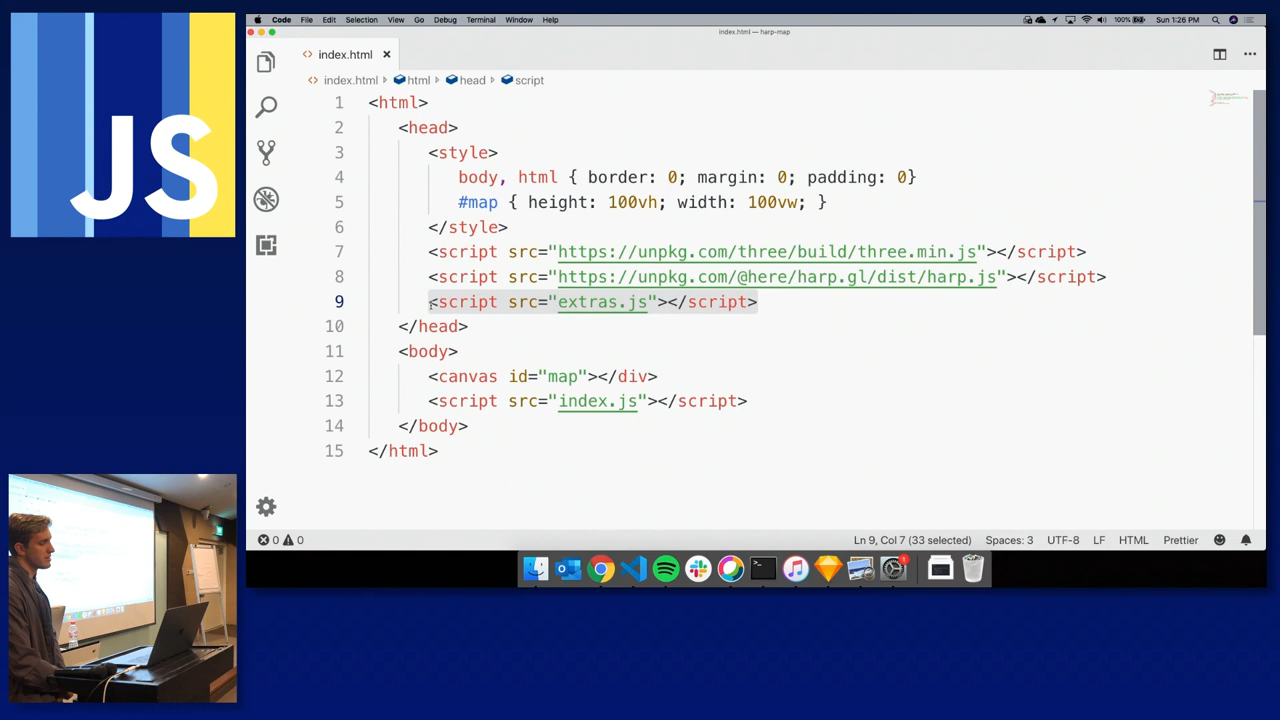 JS
Code File Edit Selection View Go Debug Terminal Window Help 100% Sun 1:26 PM
index.html — harp-map
<> index.html ×
<> index.html html head script
1 <html>
2 <head>
3 <style>
4 body, html { border: 0; margin: 0; padding: 0}
5 #map { height: 100vh; width: 100vw; }
6 </style>
7 <script src="https://unpkg.com/three/build/three.min.js"></script>
8 <script src="https://unpkg.com/@here/harp.gl/dist/harp.js"></script>
9 <script src="extras.js"></script>
10 </head>
11 <body>
12 <canvas id="map"></div>
13 <script src="index.js"></script>
14 </body>
15 </html>
0 0 Ln 9, Col 7 (33 selected) Spaces: 3 UTF-8 LF HTML Prettier
1